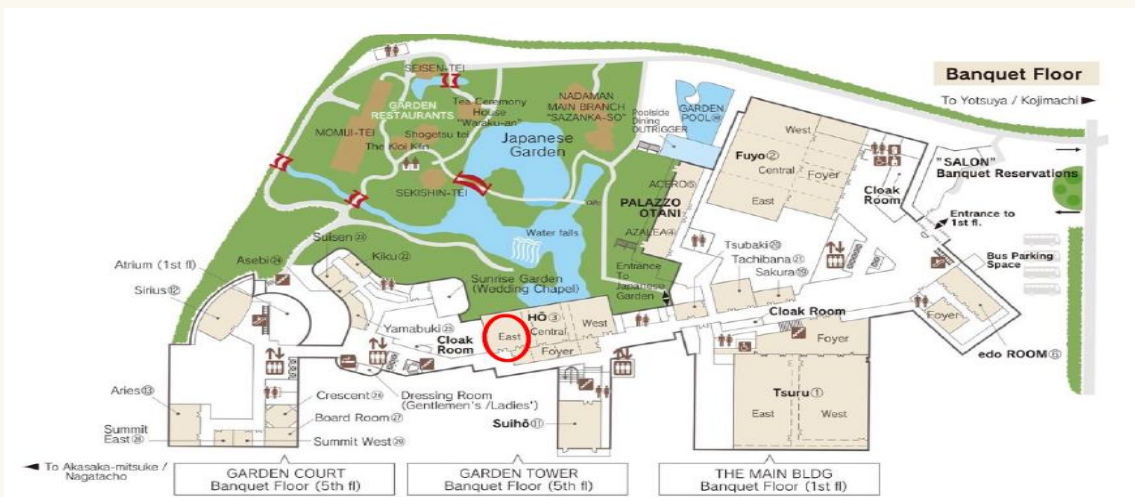 Banquet Floor
To Yotsuya / Kojimachi
SEISEN-TEI
GARDEN
RESTAURANTS
Tea Ceremony
House
"Waraku-an"
MOMIJI-TEI
Shogetsu tei
The Kioi Kiln
SEKISHIN-TEI
NADAMAN
MAIN BRANCH
"SAZANKA-SO"
Japanese
Garden
Water falls
Sunrise Garden
(Wedding Chapel)
Poolside
Dining
OUTRIGGER
GARDEN
POOL
ACERO⑤
PALAZZO
OTANI
AZALEA④
Entrance
To
Japanese
Garden
West
Fuyo②
Central
Foyer
East
Cloak
Room
"SALON"
Banquet Reservations
Entrance to
1st fl.
Bus Parking
Space
Tsubaki⑳
Tachibana㉑
Sakura⑲
Cloak Room
Foyer
edo ROOM⑥
Foyer
Tsuru①
East
West
Suisen㉓
Asebi㉔
Kiku㉒
Atrium (1st fl)
Sirius⑫
Yamabuki㉕
Cloak
Room
HŌ③
East
Central
West
Foyer
Aries⑬
Crescent
Dressing Room
(Gentlemen's /Ladies')
Board Room㉗
Summit
East㉘
Summit West㉙
Suihō⑪
To Akasaka-mitsuke /
Nagatacho
GARDEN COURT
Banquet Floor (5th fl)
GARDEN TOWER
Banquet Floor (5th fl)
THE MAIN BLDG
Banquet Floor (1st fl)